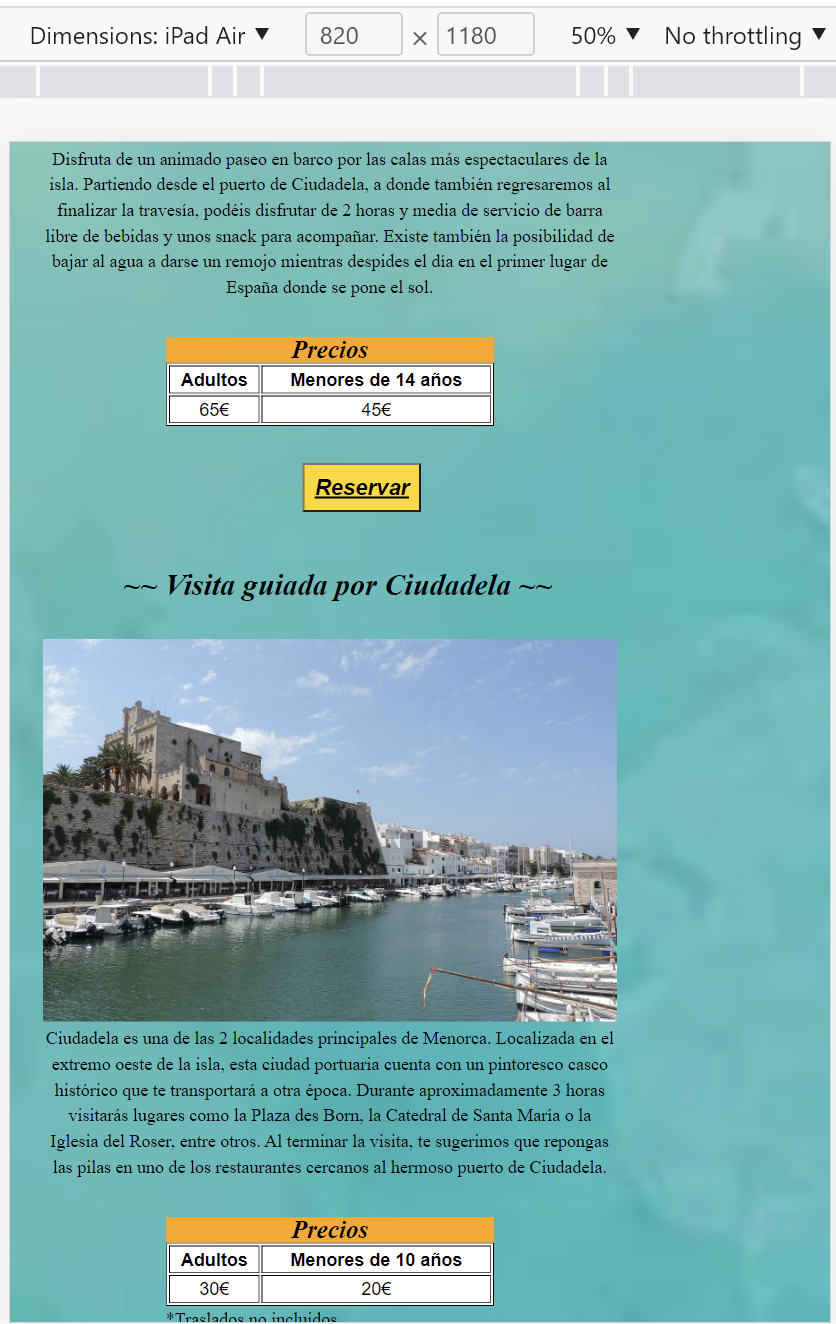 Dimensions: iPad Air ▼ 820 × 1180 50% ▼ No throttling ▼
Disfruta de un animado paseo en barco por las calas más espectaculares de la
isla. Partiendo desde el puerto de Ciudadela, a donde también regresaremos al
finalizar la travesía, podéis disfrutar de 2 horas y media de servicio de barra
libre de bebidas y unos snack para acompañar. Existe también la posibilidad de
bajar al agua a darse un remojo mientras despides el día en el primer lugar de
España donde se pone el sol.
Precios
Adultos Menores de 14 años
65€ 45€
Reservar
~~ Visita guiada por Ciudadela ~~
Ciudadela es una de las 2 localidades principales de Menorca. Localizada en el
extremo oeste de la isla, esta ciudad portuaria cuenta con un pintoresco casco
histórico que te transportará a otra época. Durante aproximadamente 3 horas
visitarás lugares como la Plaza des Born, la Catedral de Santa María o la
Iglesia del Roser, entre otros. Al terminar la visita, te sugerimos que repongas
las pilas en uno de los restaurantes cercanos al hermoso puerto de Ciudadela.
Precios
Adultos Menores de 10 años
30€ 20€
*Traslados no incluidos